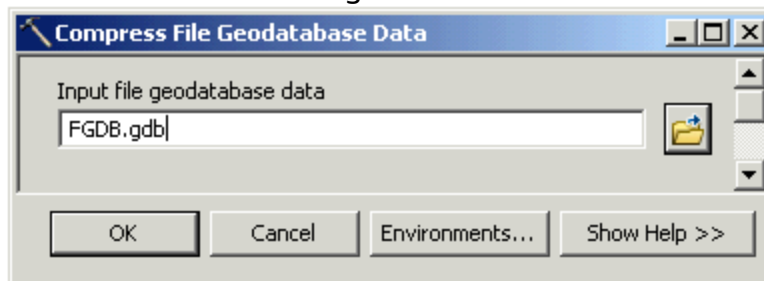 Compress File Geodatabase Data
Input file geodatabase data
FGDB.gdb
OK Cancel Environments... Show Help >>